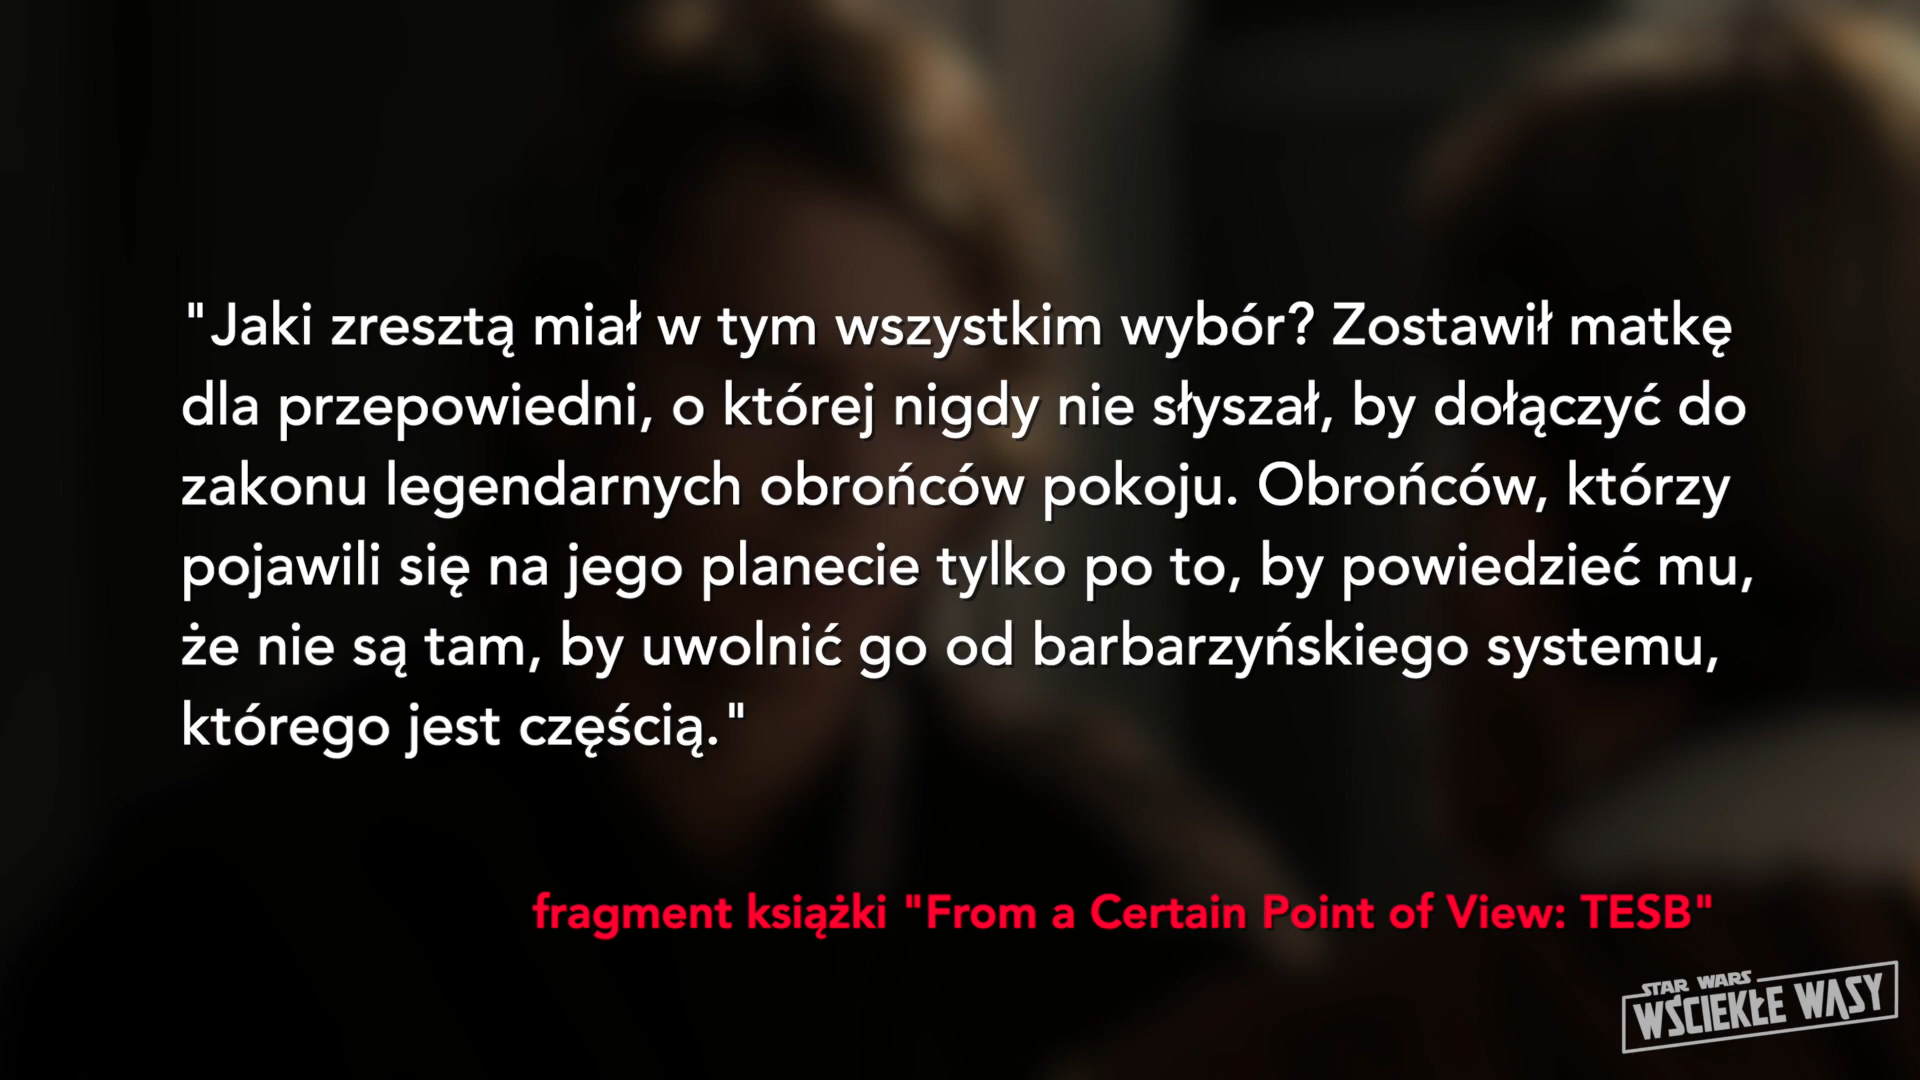 "Jaki zresztą miał w tym wszystkim wybór? Zostawił matkę
dla przepowiedni, o której nigdy nie słyszał, by dołączyć do
zakonu legendarnych obrońców pokoju. Obrońców, którzy
pojawili się na jego planecie tylko po to, by powiedzieć mu,
że nie są tam, by uwolnić go od barbarzyńskiego systemu,
którego jest częścią."
fragment książki "From a Certain Point of View: TESB"
STAR WARS
WŚCIEKŁE WĄSY